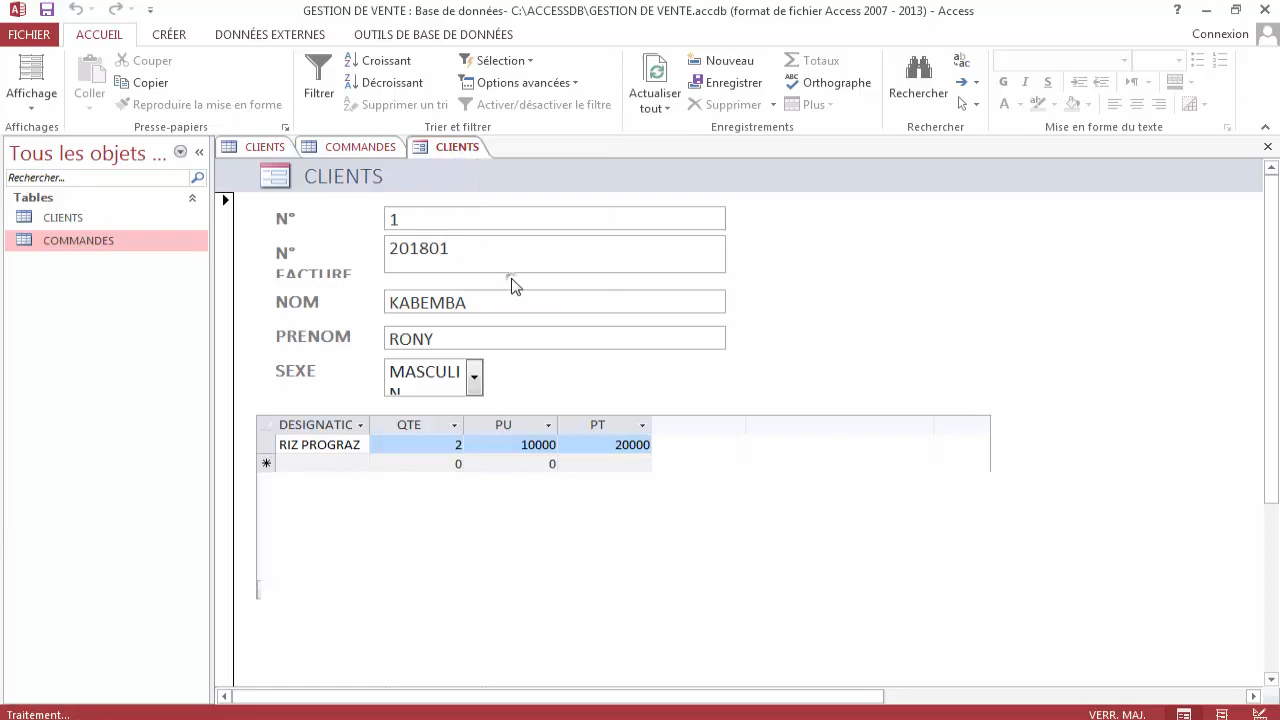 GESTION DE VENTE : Base de données- C:\ACCESSDB\GESTION DE VENTE.accdb (format de fichier Access 2007 - 2013) - Access
FICHIER ACCUEIL CRÉER DONNÉES EXTERNES OUTILS DE BASE DE DONNÉES Connexion
Affichage
Affichages
Coller
Couper
Copier
Reproduire la mise en forme
Presse-papiers
Filtrer
Croissant
Décroissant
Supprimer un tri
Sélection
Options avancées
Activer/désactiver le filtre
Trier et filtrer
Actualiser
tout
Nouveau
Enregistrer
Supprimer
Totaux
Orthographe
Plus
Enregistrements
Rechercher
Rechercher
G I S
Mise en forme du texte
Tous les objets ...
Rechercher...
Tables
CLIENTS
COMMANDES
CLIENTS COMMANDES CLIENTS
CLIENTS
N° 1
N° 201801
FACTURE
NOM KABEMBA
PRENOM RONY
SEXE MASCULI
N
DESIGNATIC QTE PU PT
RIZ PROGRAZ 2 10000 20000
0 0
Traitement...
VERR. MAJ.